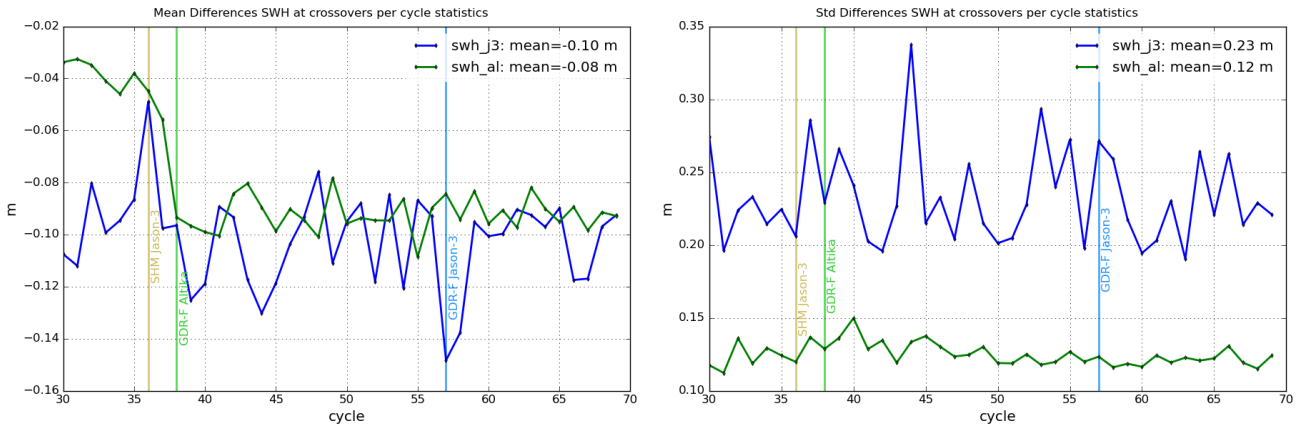 Mean Differences SWH at crossovers per cycle statistics
−0.02
−0.04
−0.06
−0.08
−0.10
−0.12
−0.14
−0.16
m
swh_j3: mean=-0.10 m
swh_al: mean=-0.08 m
SHM Jason-3
GDR-F Altika
GDR-F Jason-3
30 35 40 45 50 55 60 65 70
cycle
Std Differences SWH at crossovers per cycle statistics
0.35
0.30
0.25
0.20
0.15
0.10
m
swh_j3: mean=0.23 m
swh_al: mean=0.12 m
SHM Jason-3
GDR-F Altika
GDR-F Jason-3
30 35 40 45 50 55 60 65 70
cycle